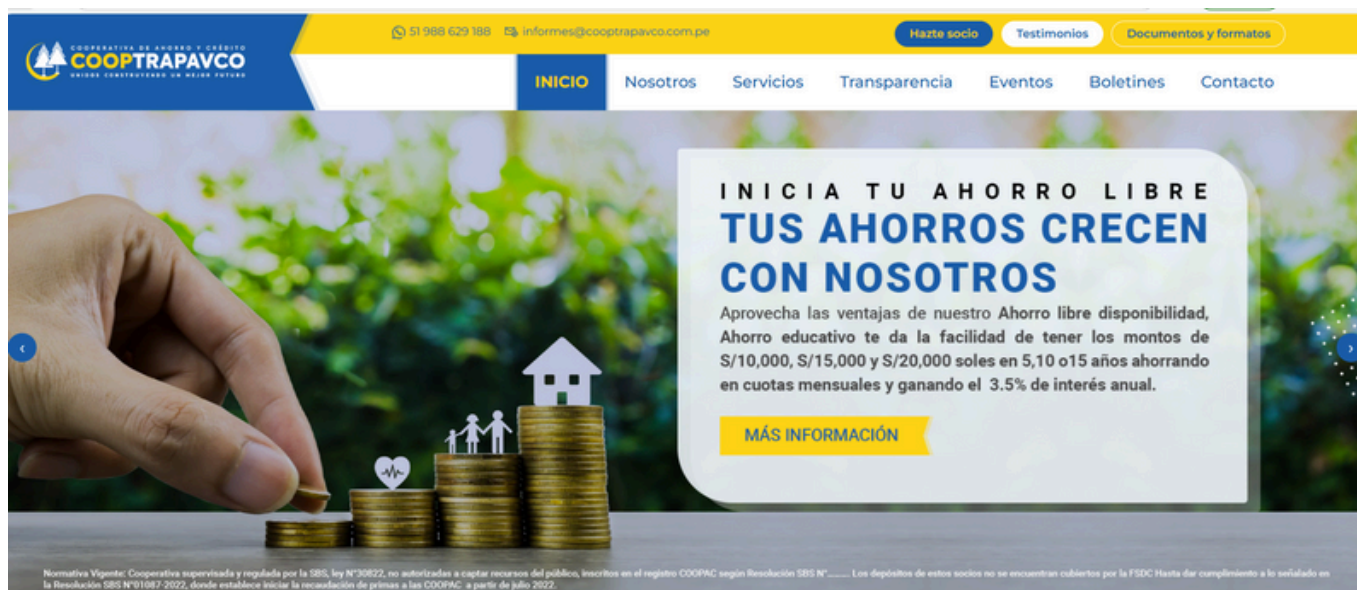 51 988 629 188 informes@cooptrapavco.com.pe Hazte socio Testimonios Documentos y formatos
COOPERATIVA DE AHORRO Y CRÉDITO
COOPTRAPAVCO
UNIDOS CONSTRUYENDO UN MEJOR FUTURO
INICIO Nosotros Servicios Transparencia Eventos Boletines Contacto
INICIA TU AHORRO LIBRE
TUS AHORROS CRECEN
CON NOSOTROS
Aprovecha las ventajas de nuestro Ahorro libre disponibilidad,
Ahorro educativo te da la facilidad de tener los montos de
S/10,000, S/15,000 y S/20,000 soles en 5,10 o15 años ahorrando
en cuotas mensuales y ganando el 3.5% de interés anual.
MÁS INFORMACIÓN
Normativa Vigente: Cooperativa supervisada y regulada por la SBS, ley N°30822, no autorizadas a captar recursos del público, inscritos en el registro COOPAC según Resolución SBS N°......... Los depósitos de estos socios no se encuentran cubiertos por la FSDC Hasta dar cumplimiento a lo señalado en
la Resolución SBS N°01087-2022, donde establece iniciar la recaudación de primas a las COOPAC a partir de julio 2022.